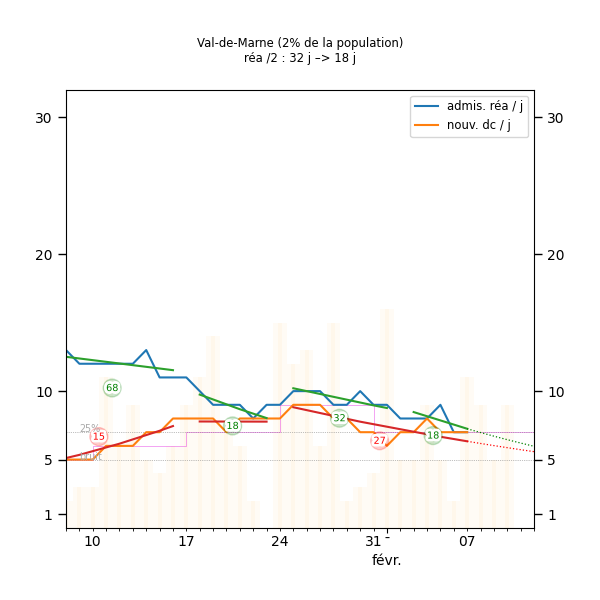 Val-de-Marne (2% de la population)
réa /2 : 32 j –> 18 j
admis. réa / j
nouv. dc / j
30 30
20 20
10 10
5 5
1 1
68
25%
15
18
32
27
18
10 17 24 31 07
févr.